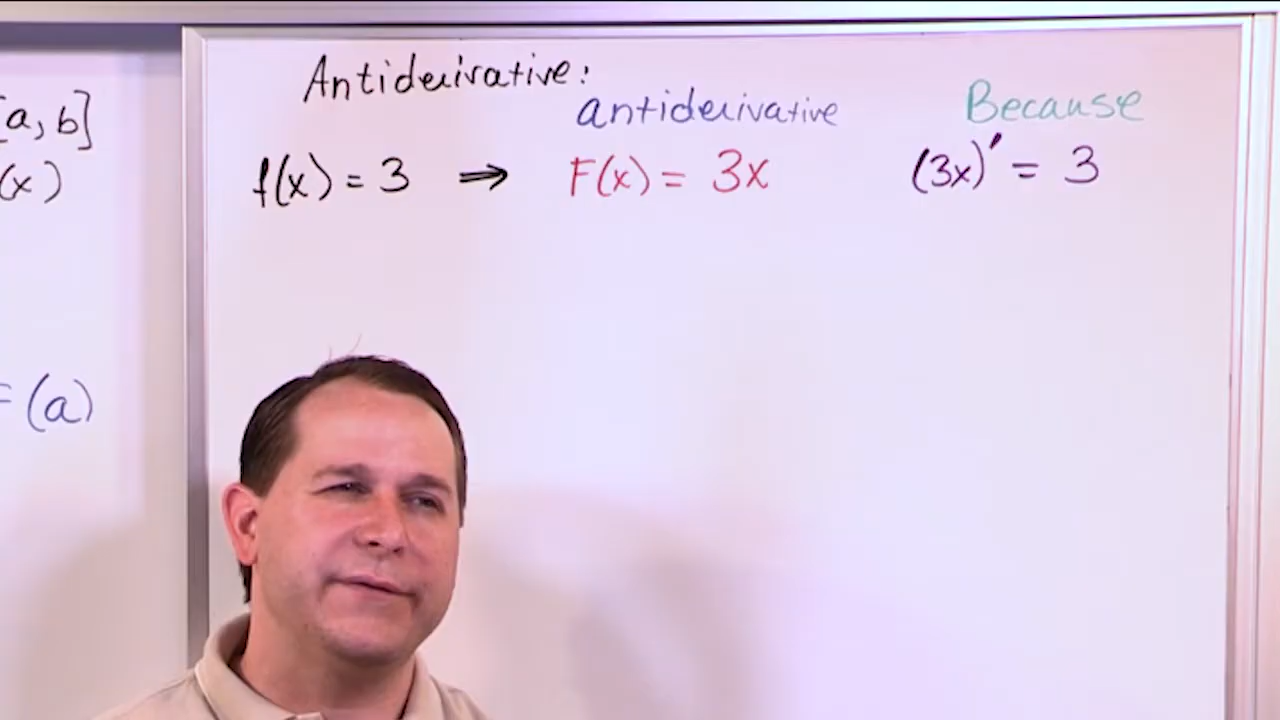 [a, b]
(x)
F(a)
Antiderivative:
antiderivative
Because
f(x) = 3 ⇒ F(x) = 3x (3x)' = 3